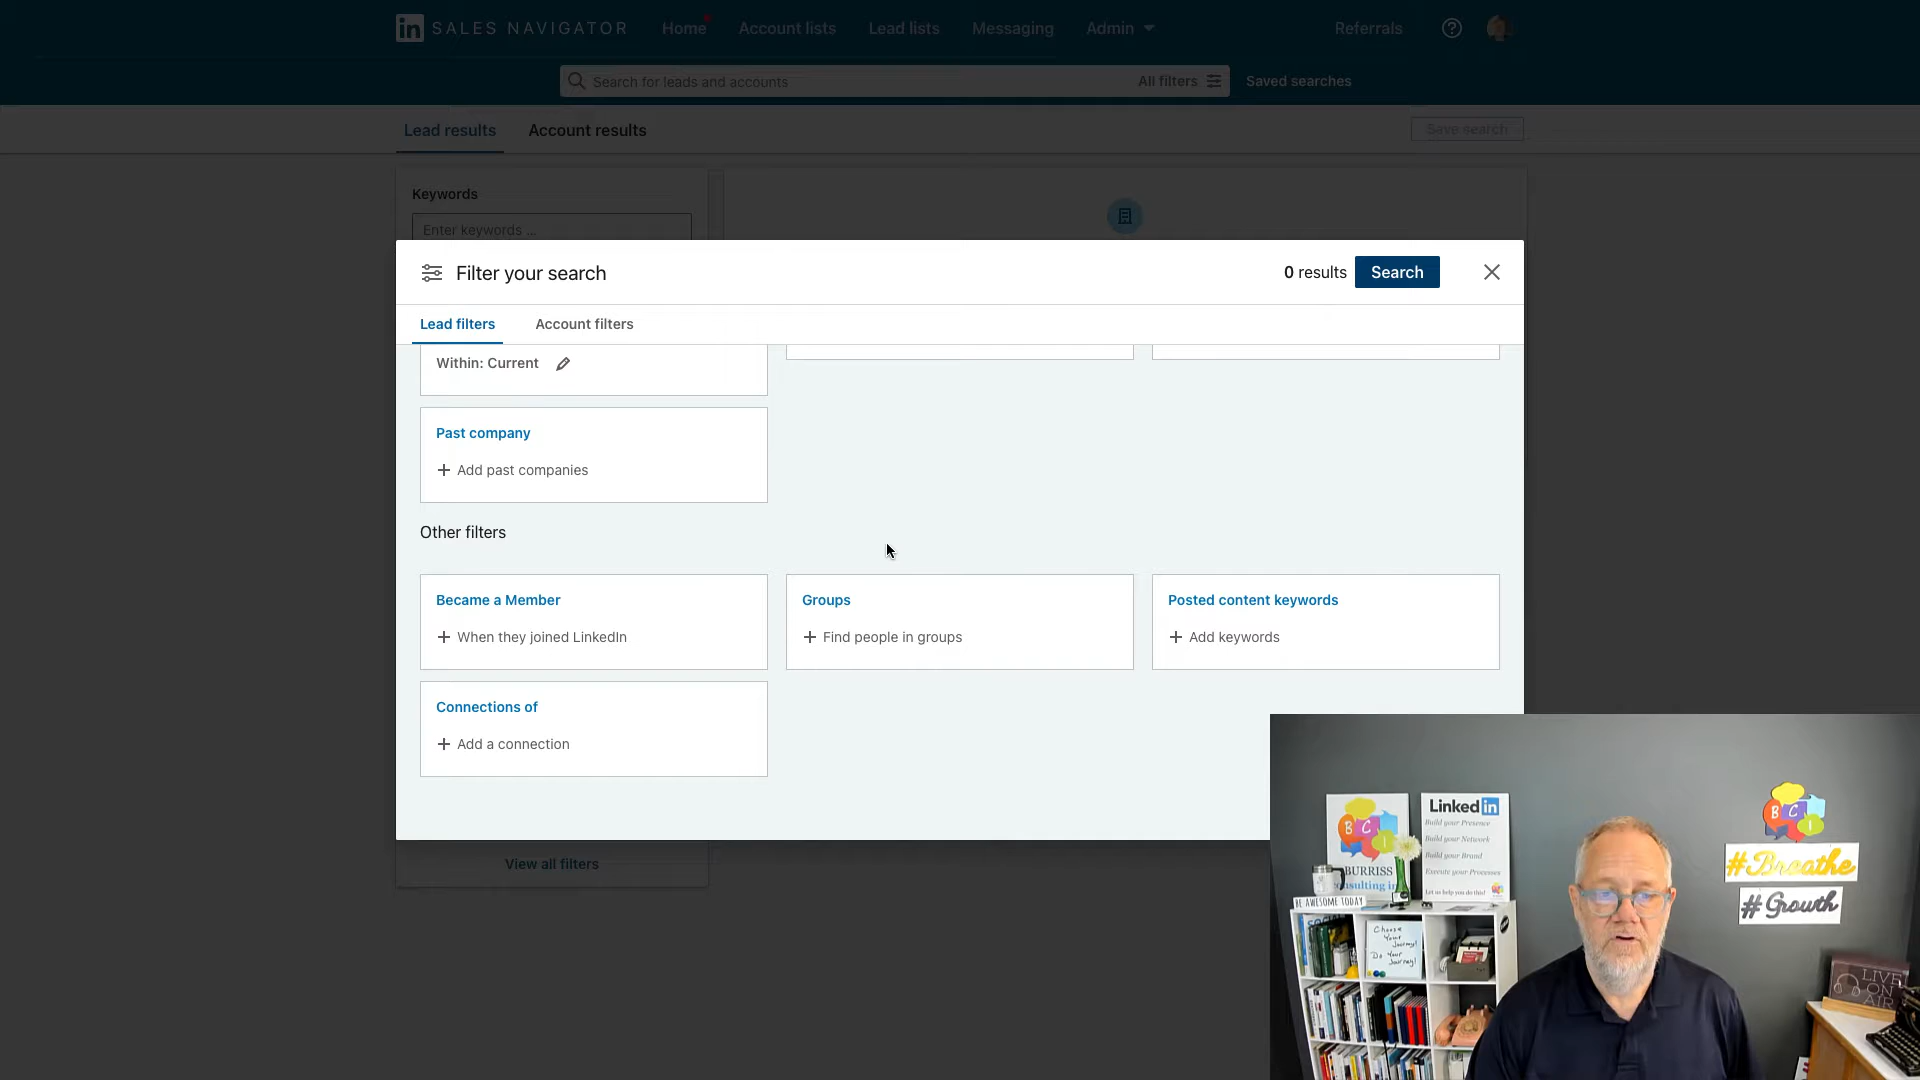 in SALES NAVIGATOR Home Account lists Lead lists Messaging Admin Referrals
Search for leads and accounts All filters Saved searches
Lead results Account results Save search
Keywords
Enter keywords ...
Filter your search 0 results Search
Lead filters Account filters
Within: Current
Past company
+ Add past companies
Other filters
Became a Member
+ When they joined LinkedIn
Groups
+ Find people in groups
Posted content keywords
+ Add keywords
Connections of
+ Add a connection
View all filters
BCI
BURRISS
consulting in
LinkedIn
Build your Presence
Build your Network
Build your Brand
Execute your Processes
Let us help you do this!
BE AWESOME TODAY
Choose
Your
Journey!
Do Your
Journey!
BCI
#Breathe
#Growth
LIVE
ON
AIR